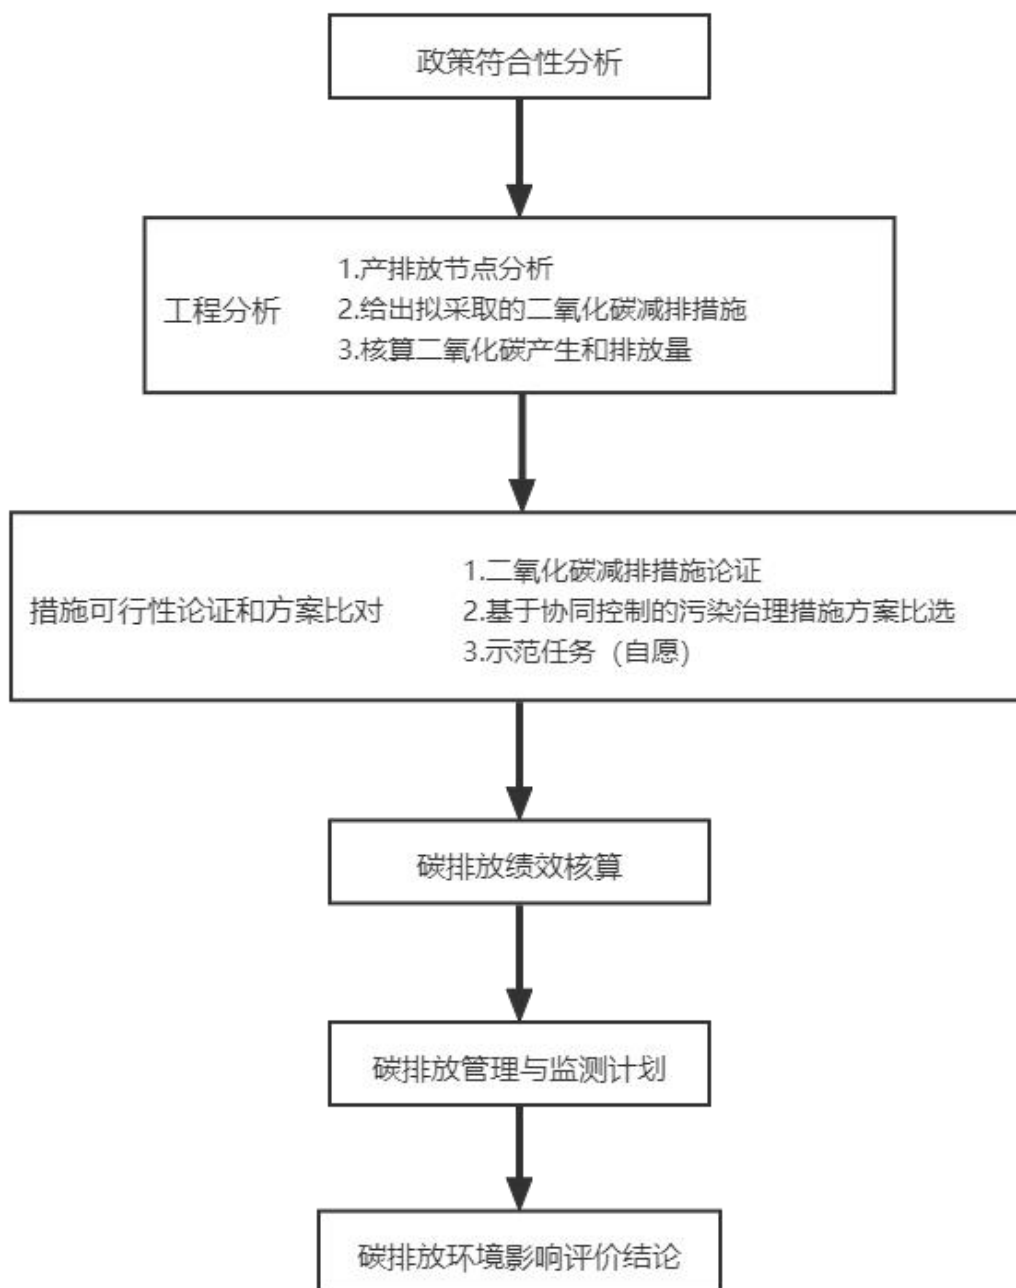 政策符合性分析
工程分析
1.产排放节点分析
2.给出拟采取的二氧化碳减排措施
3.核算二氧化碳产生和排放量
措施可行性论证和方案比对
1.二氧化碳减排措施论证
2.基于协同控制的污染治理措施方案比选
3.示范任务（自愿）
碳排放绩效核算
碳排放管理与监测计划
碳排放环境影响评价结论